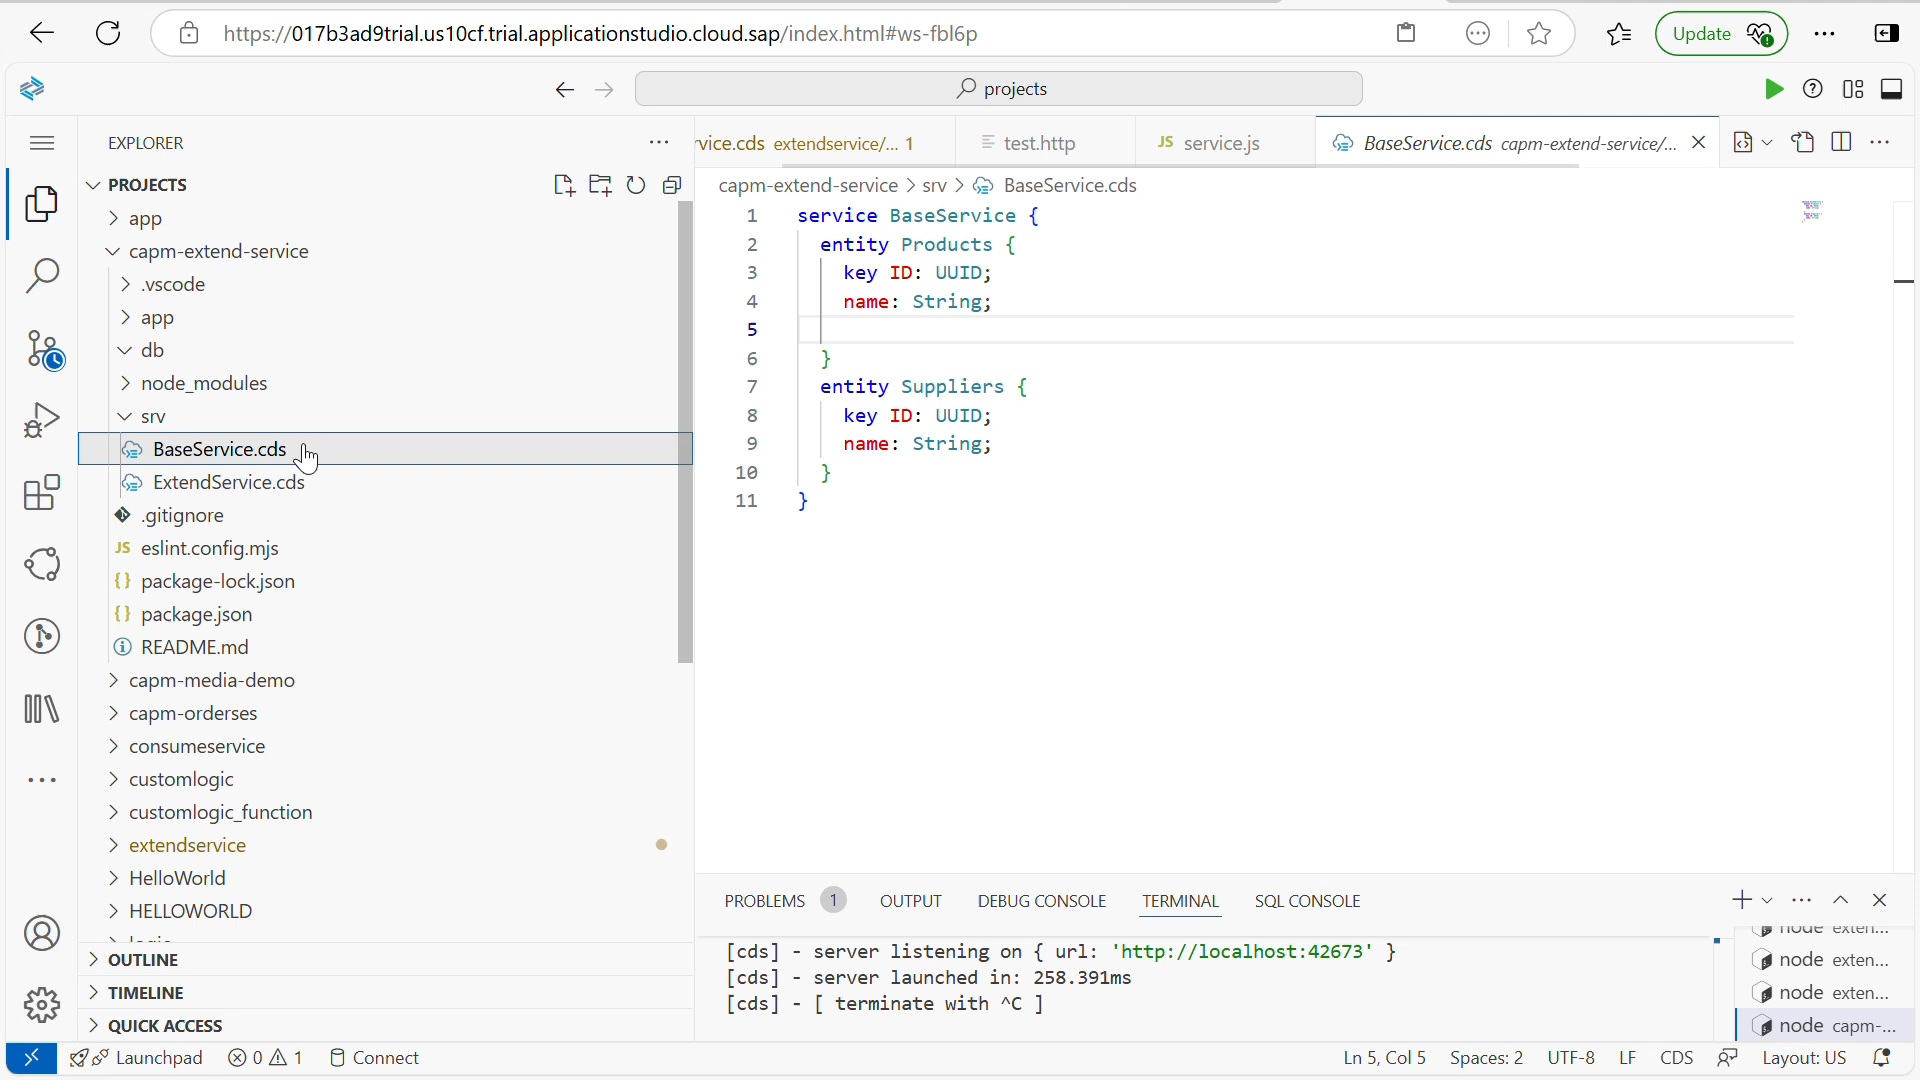 https://017b3ad9trial.us10cf.trial.applicationstudio.cloud.sap/index.html#ws-fbl6p
Update
projects
EXPLORER
vice.cds extendservice/... 1
test.http
JS service.js
BaseService.cds capm-extend-service/...
PROJECTS
capm-extend-service > srv > BaseService.cds
app
capm-extend-service
.vscode
app
db
node_modules
srv
BaseService.cds
ExtendService.cds
.gitignore
JS eslint.config.mjs
{} package-lock.json
{} package.json
README.md
capm-media-demo
capm-orderses
consumeservice
customlogic
customlogic_function
extendservice
HelloWorld
HELLOWORLD
OUTLINE
TIMELINE
QUICK ACCESS
1 service BaseService {
2 entity Products {
3 key ID: UUID;
4 name: String;
5
6 }
7 entity Suppliers {
8 key ID: UUID;
9 name: String;
10 }
11 }
PROBLEMS 1 OUTPUT DEBUG CONSOLE TERMINAL SQL CONSOLE
[cds] - server listening on { url: 'http://localhost:42673' }
[cds] - server launched in: 258.391ms
[cds] - [ terminate with ^C ]
node exten...
node exten...
node exten...
node capm-...
Launchpad 0 1 Connect
Ln 5, Col 5 Spaces: 2 UTF-8 LF CDS Layout: US